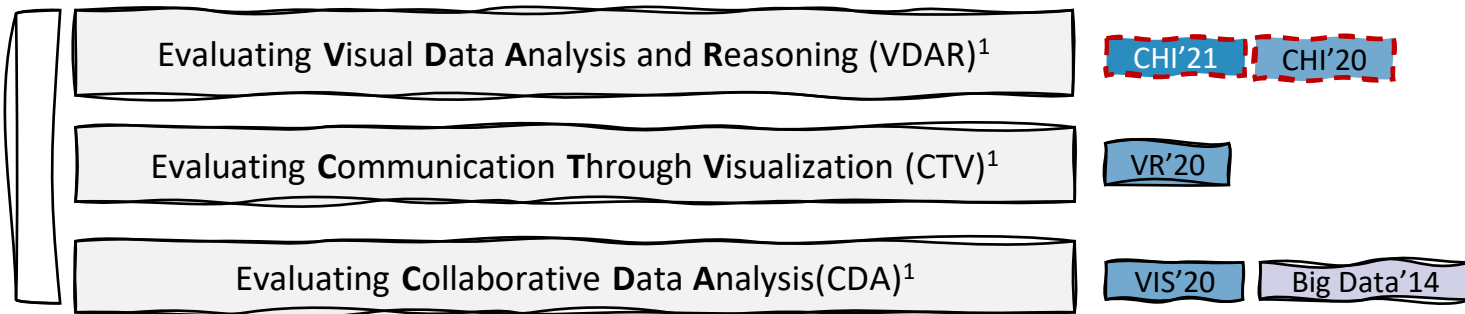 Evaluating Visual Data Analysis and Reasoning (VDAR)¹ CHI’21 CHI’20
Evaluating Communication Through Visualization (CTV)¹ VR’20
Evaluating Collaborative Data Analysis(CDA)¹ VIS’20 Big Data’14